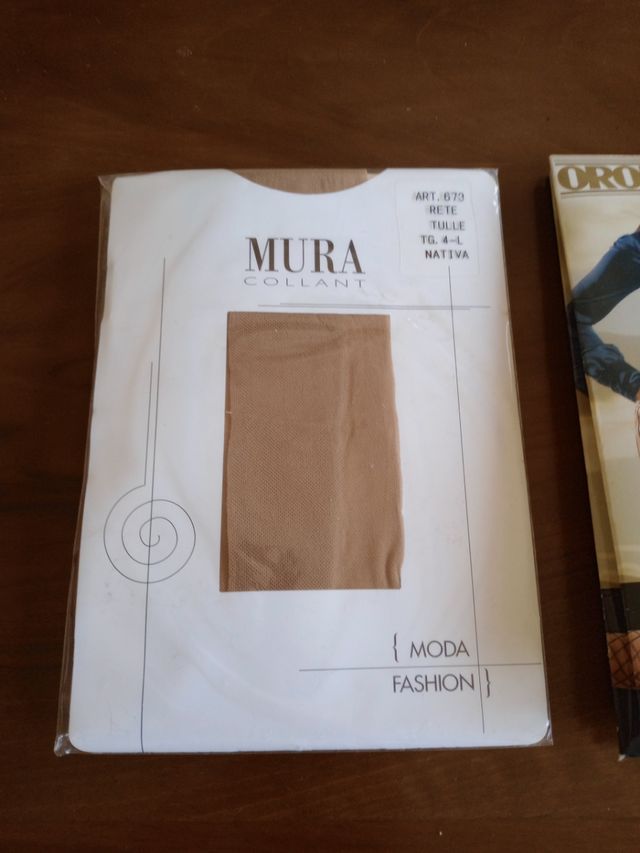 ART. 673
RETE
TULLE
TG. 4-L
NATIVA
MURA
COLLANT
{ MODA
FASHION }
ORO